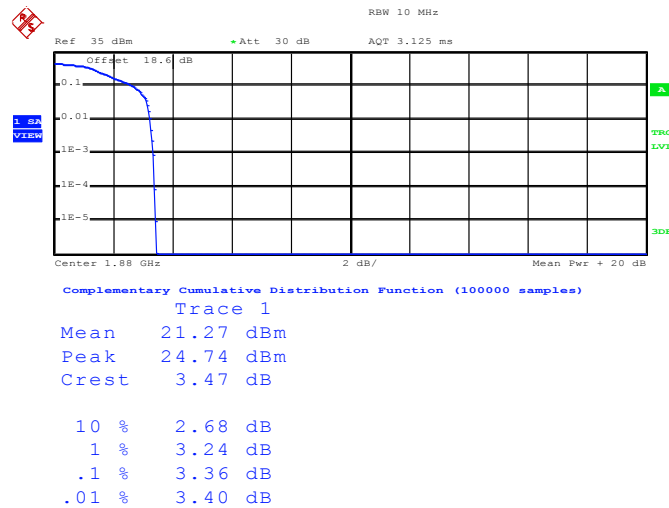 RBW 10 MHz
Ref 35 dBm * Att 30 dB AQT 3.125 ms
Offset 18.6 dB
0.1
A
0.01
1 SA
VIEW
TRG
LVL
1E-3
1E-4
1E-5
3DB
Center 1.88 GHz 2 dB/ Mean Pwr + 20 dB
Complementary Cumulative Distribution Function (100000 samples)
Trace 1
Mean 21.27 dBm
Peak 24.74 dBm
Crest 3.47 dB
10 % 2.68 dB
1 % 3.24 dB
.1 % 3.36 dB
.01 % 3.40 dB